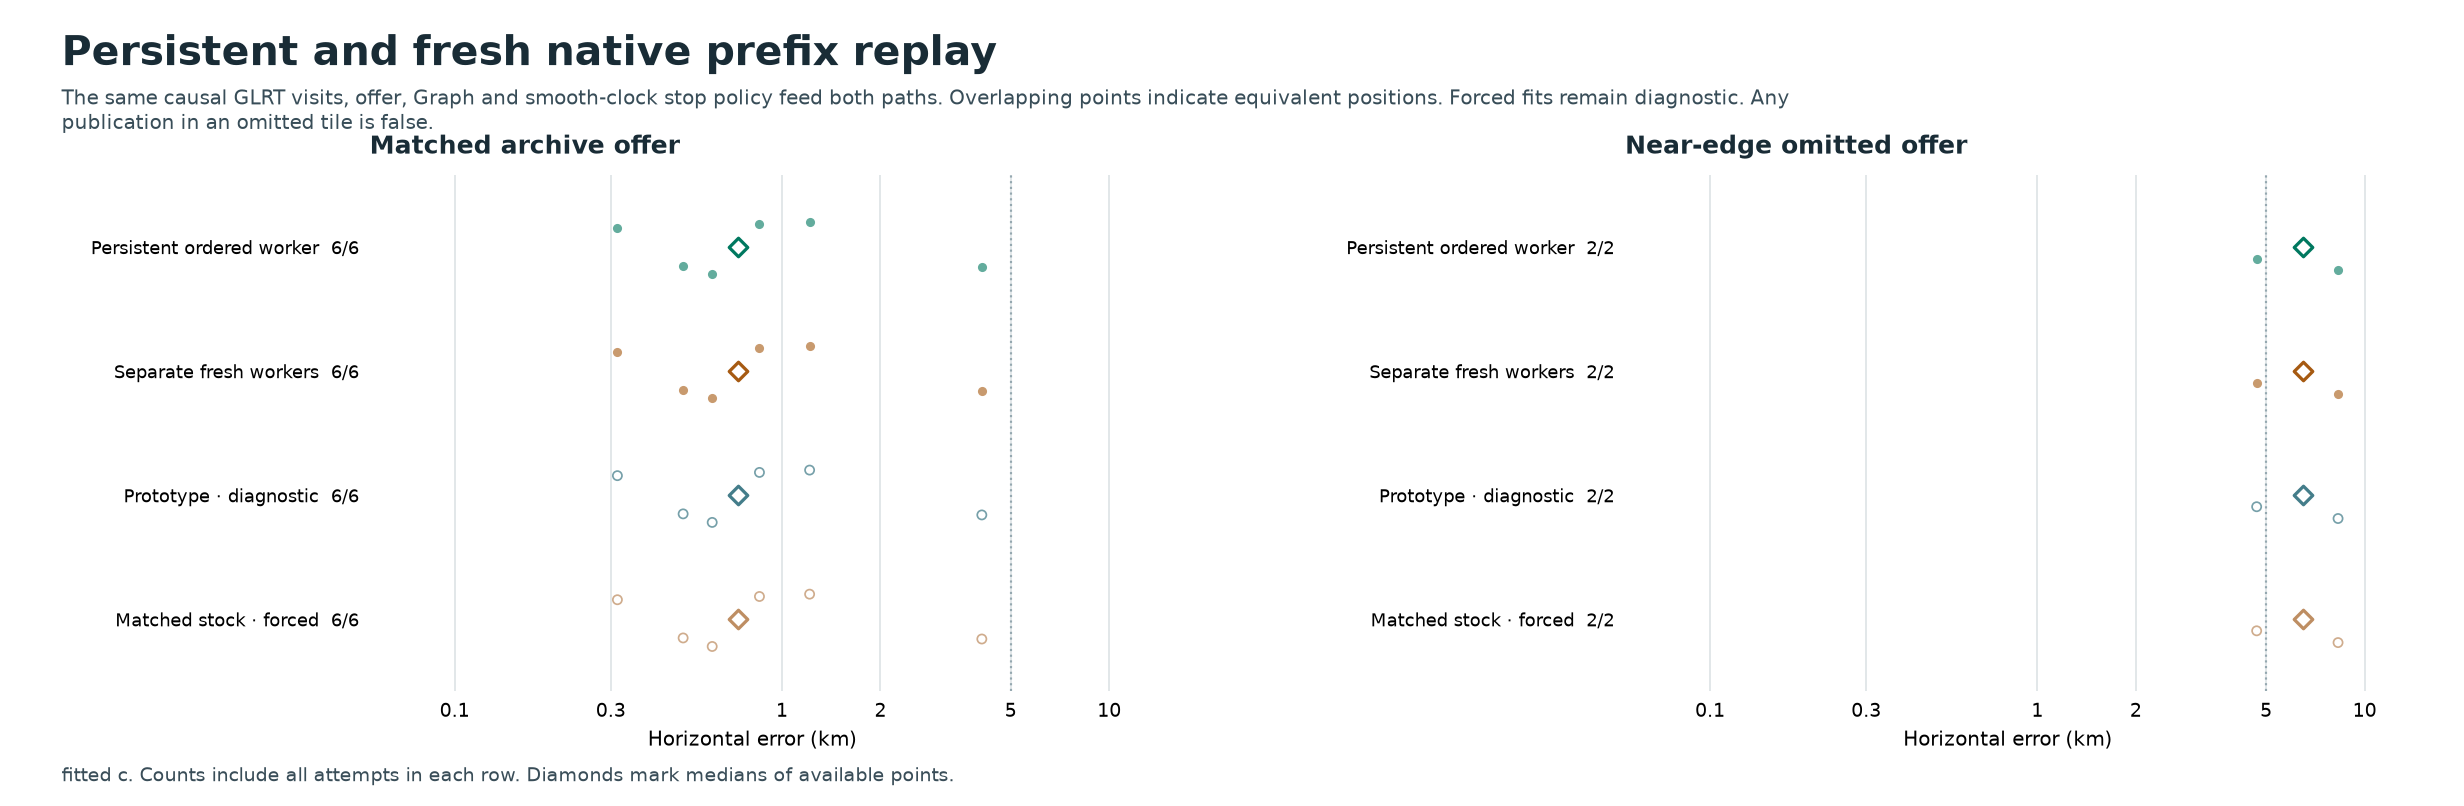 Persistent and fresh native prefix replay
The same causal GLRT visits, offer, Graph and smooth-clock stop policy feed both paths. Overlapping points indicate equivalent positions. Forced fits remain diagnostic. Any
publication in an omitted tile is false.
Matched archive offer
Persistent ordered worker 6/6
Separate fresh workers 6/6
Prototype · diagnostic 6/6
Matched stock · forced 6/6
0.1 0.3 1 2 5 10
Horizontal error (km)
Near-edge omitted offer
Persistent ordered worker 2/2
Separate fresh workers 2/2
Prototype · diagnostic 2/2
Matched stock · forced 2/2
0.1 0.3 1 2 5 10
Horizontal error (km)
fitted c. Counts include all attempts in each row. Diamonds mark medians of available points.